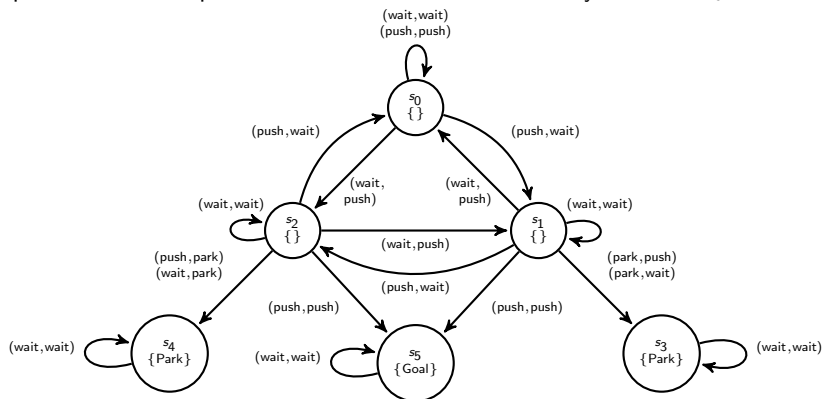 (wait,wait)
(push,push)
s0
{}
(push,wait)
(push,wait)
(wait,
push)
(wait,
push)
(wait,wait)
(wait,wait)
s2
{}
s1
{}
(wait,push)
(push,park)
(wait,park)
(park,push)
(park,wait)
(push,wait)
(push,push)
(push,push)
(wait,wait)
s4
{Park}
(wait,wait)
s5
{Goal}
s3
{Park}
(wait,wait)